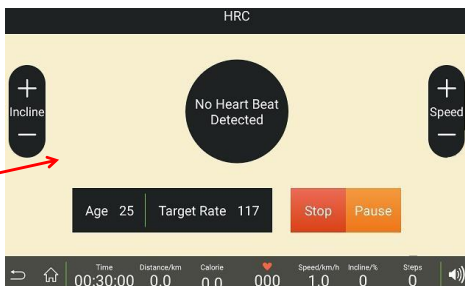 HRC
+
Incline
−
No Heart Beat
Detected
+
Speed
−
Age 25 Target Rate 117
Stop Pause
Time Distance/km Calorie Speed/km/h Incline/% Steps
00:30:00 0.0 0.0 000 1.0 0 0